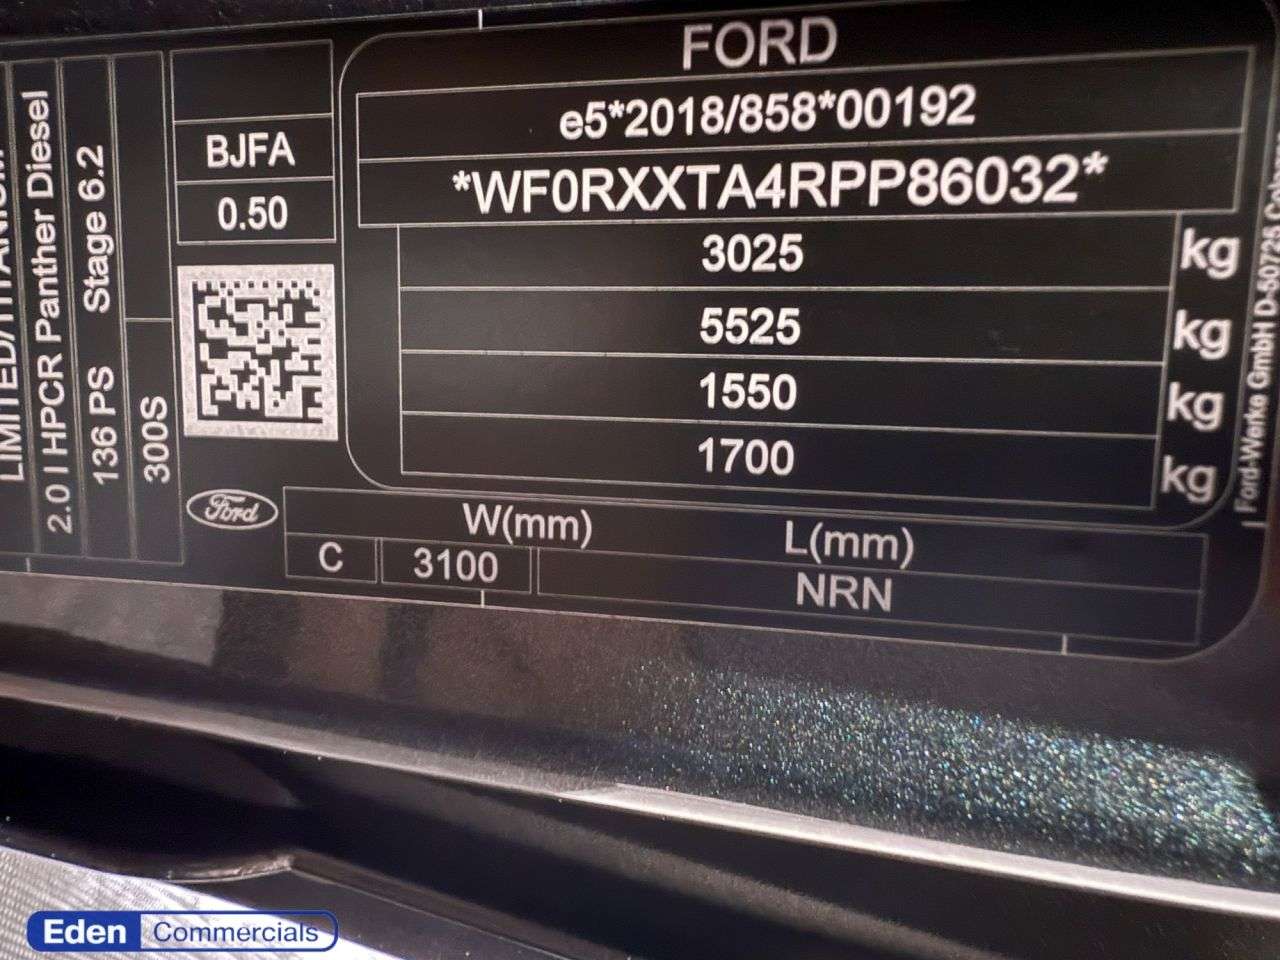 FORD
e5*2018/858*00192
*WF0RXXTA4RPP86032*
3025 kg
5525 kg
1550 kg
1700 kg
BJFA
0.50
LIMITED/TITANIUM
2.0 l HPCR Panther Diesel
136 PS Stage 6.2
300S
Ford
W(mm) L(mm)
C 3100 NRN
Ford-Werke GmbH D-50725
Eden Commercials